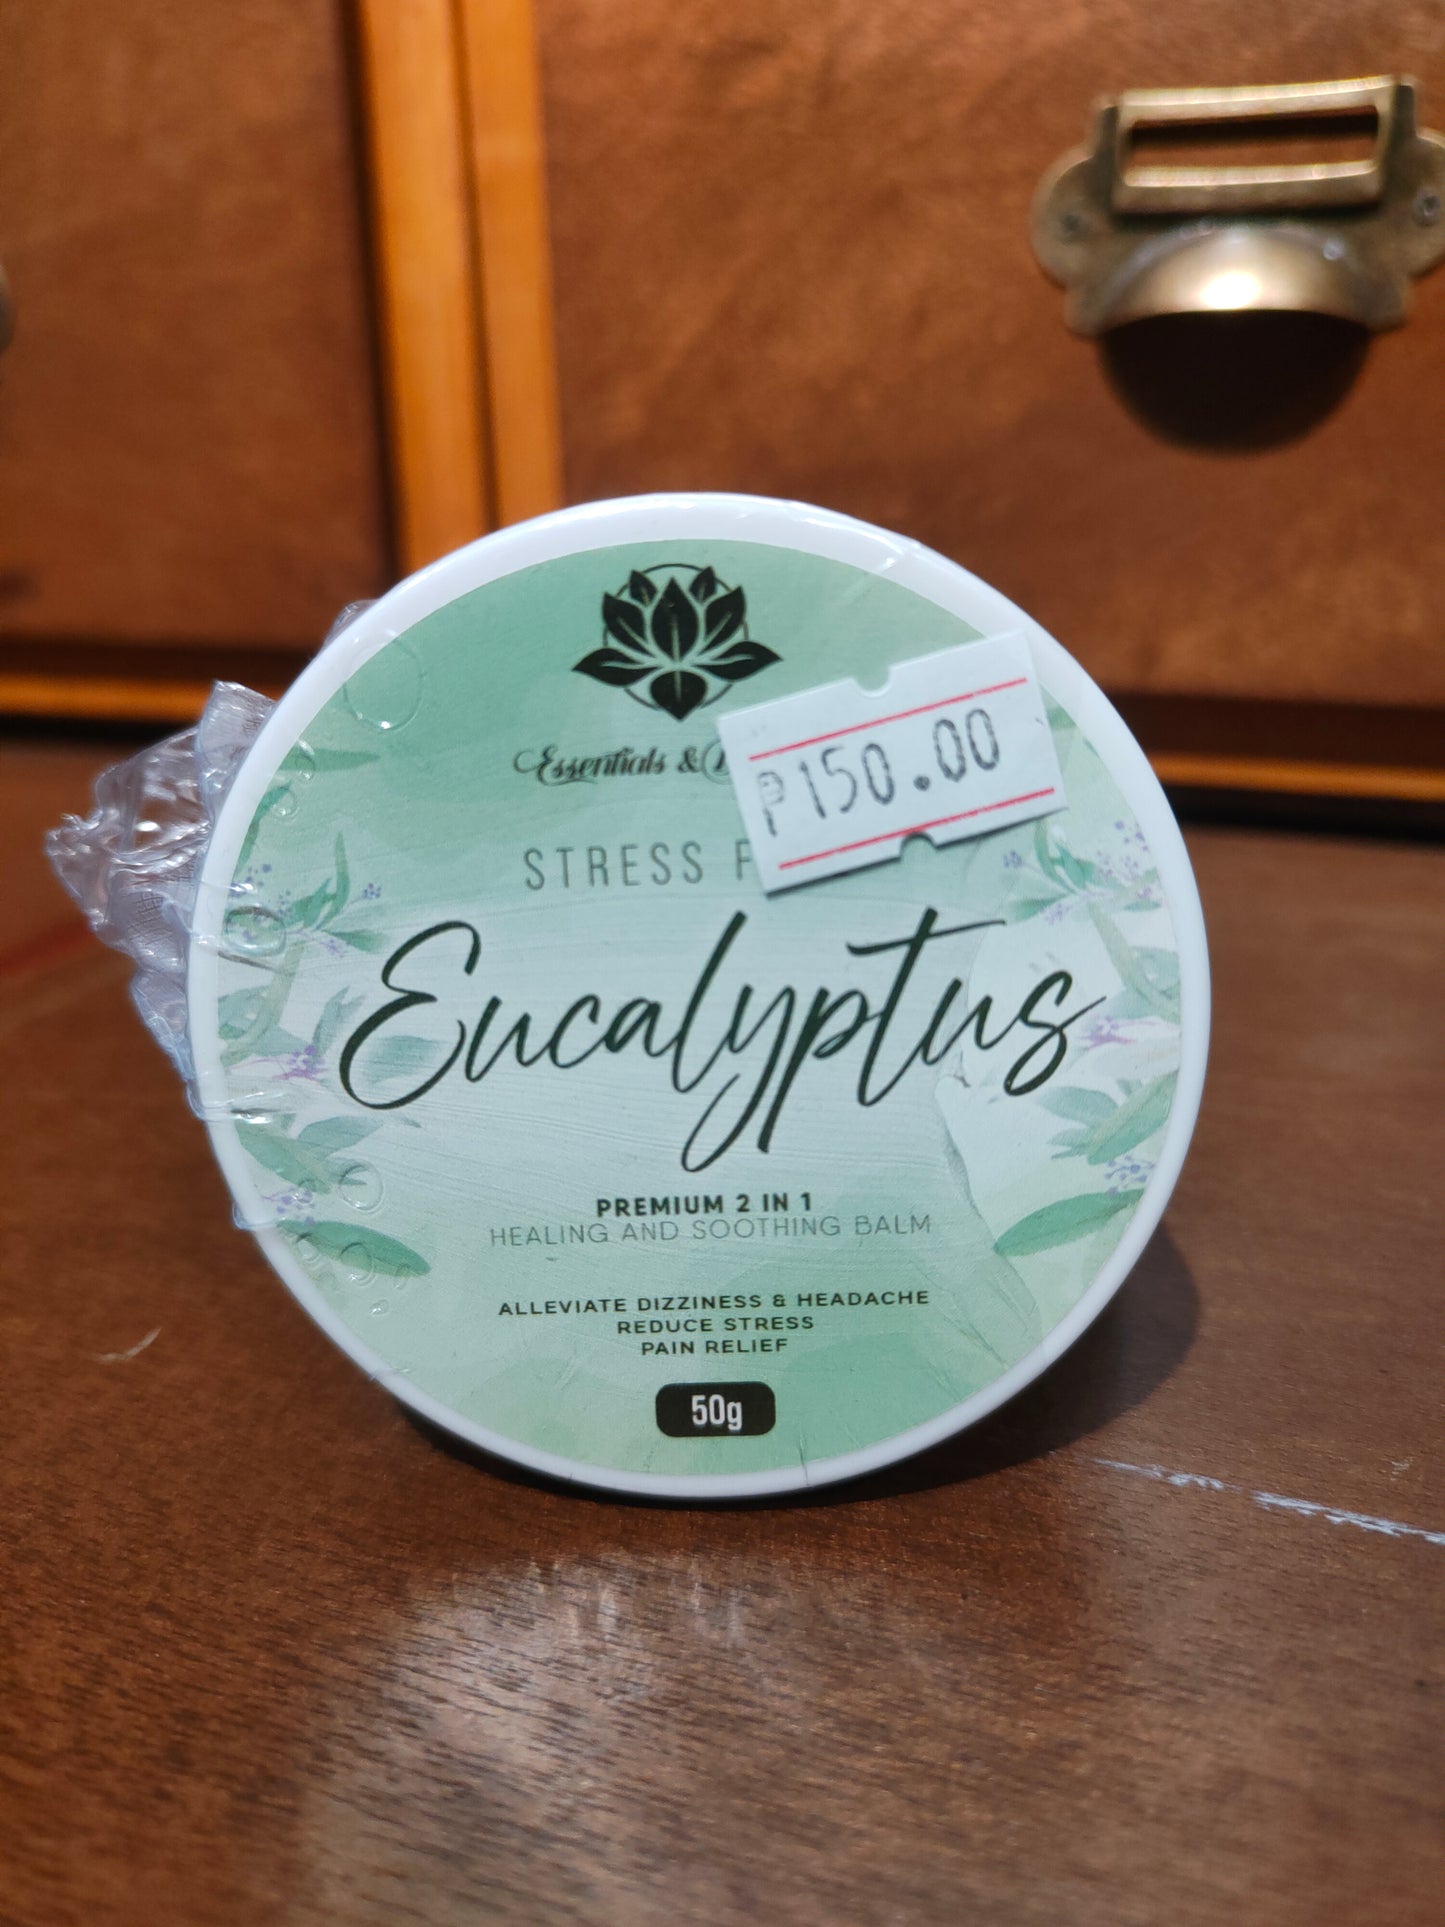 Essentials &
₱150.00
STRESS
Eucalyptus
PREMIUM 2 IN 1
HEALING AND SOOTHING BALM
ALLEVIATE DIZZINESS & HEADACHE
REDUCE STRESS
PAIN RELIEF
50g